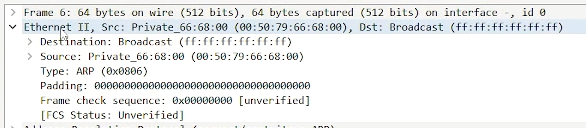 Frame 6: 64 bytes on wire (512 bits), 64 bytes captured (512 bits) on interface -, id 0
Ethernet II, Src: Private_66:68:00 (00:50:79:66:68:00), Dst: Broadcast (ff:ff:ff:ff:ff:ff)
Destination: Broadcast (ff:ff:ff:ff:ff:ff)
Source: Private_66:68:00 (00:50:79:66:68:00)
Type: ARP (0x0806)
Padding: 000000000000000000000000000000000000
Frame check sequence: 0x00000000 [unverified]
[FCS Status: Unverified]